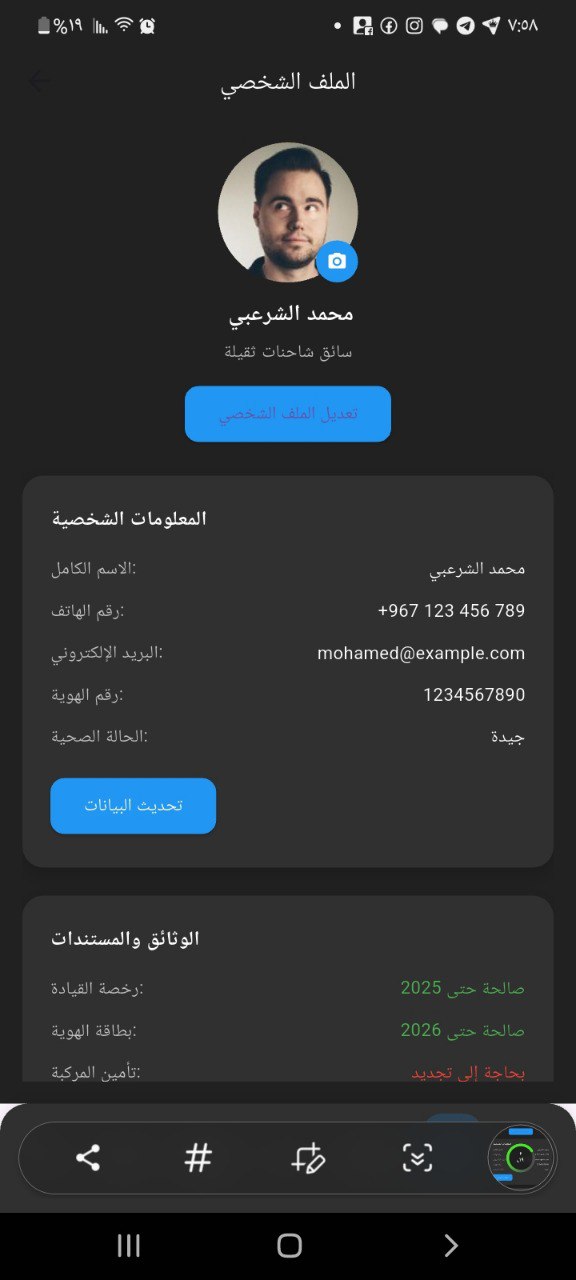 %١٩ ٧:٥٨
الملف الشخصي
محمد الشرعبي
سائق شاحنات ثقيلة
تعديل الملف الشخصي
المعلومات الشخصية
الاسم الكامل: محمد الشرعبي
رقم الهاتف: +967 123 456 789
البريد الإلكتروني: mohamed@example.com
رقم الهوية: 1234567890
الحالة الصحية: جيدة
تحديث البيانات
الوثائق والمستندات
رخصة القيادة: صالحة حتى 2025
بطاقة الهوية: صالحة حتى 2026
تأمين المركبة: بحاجة إلى تجديد